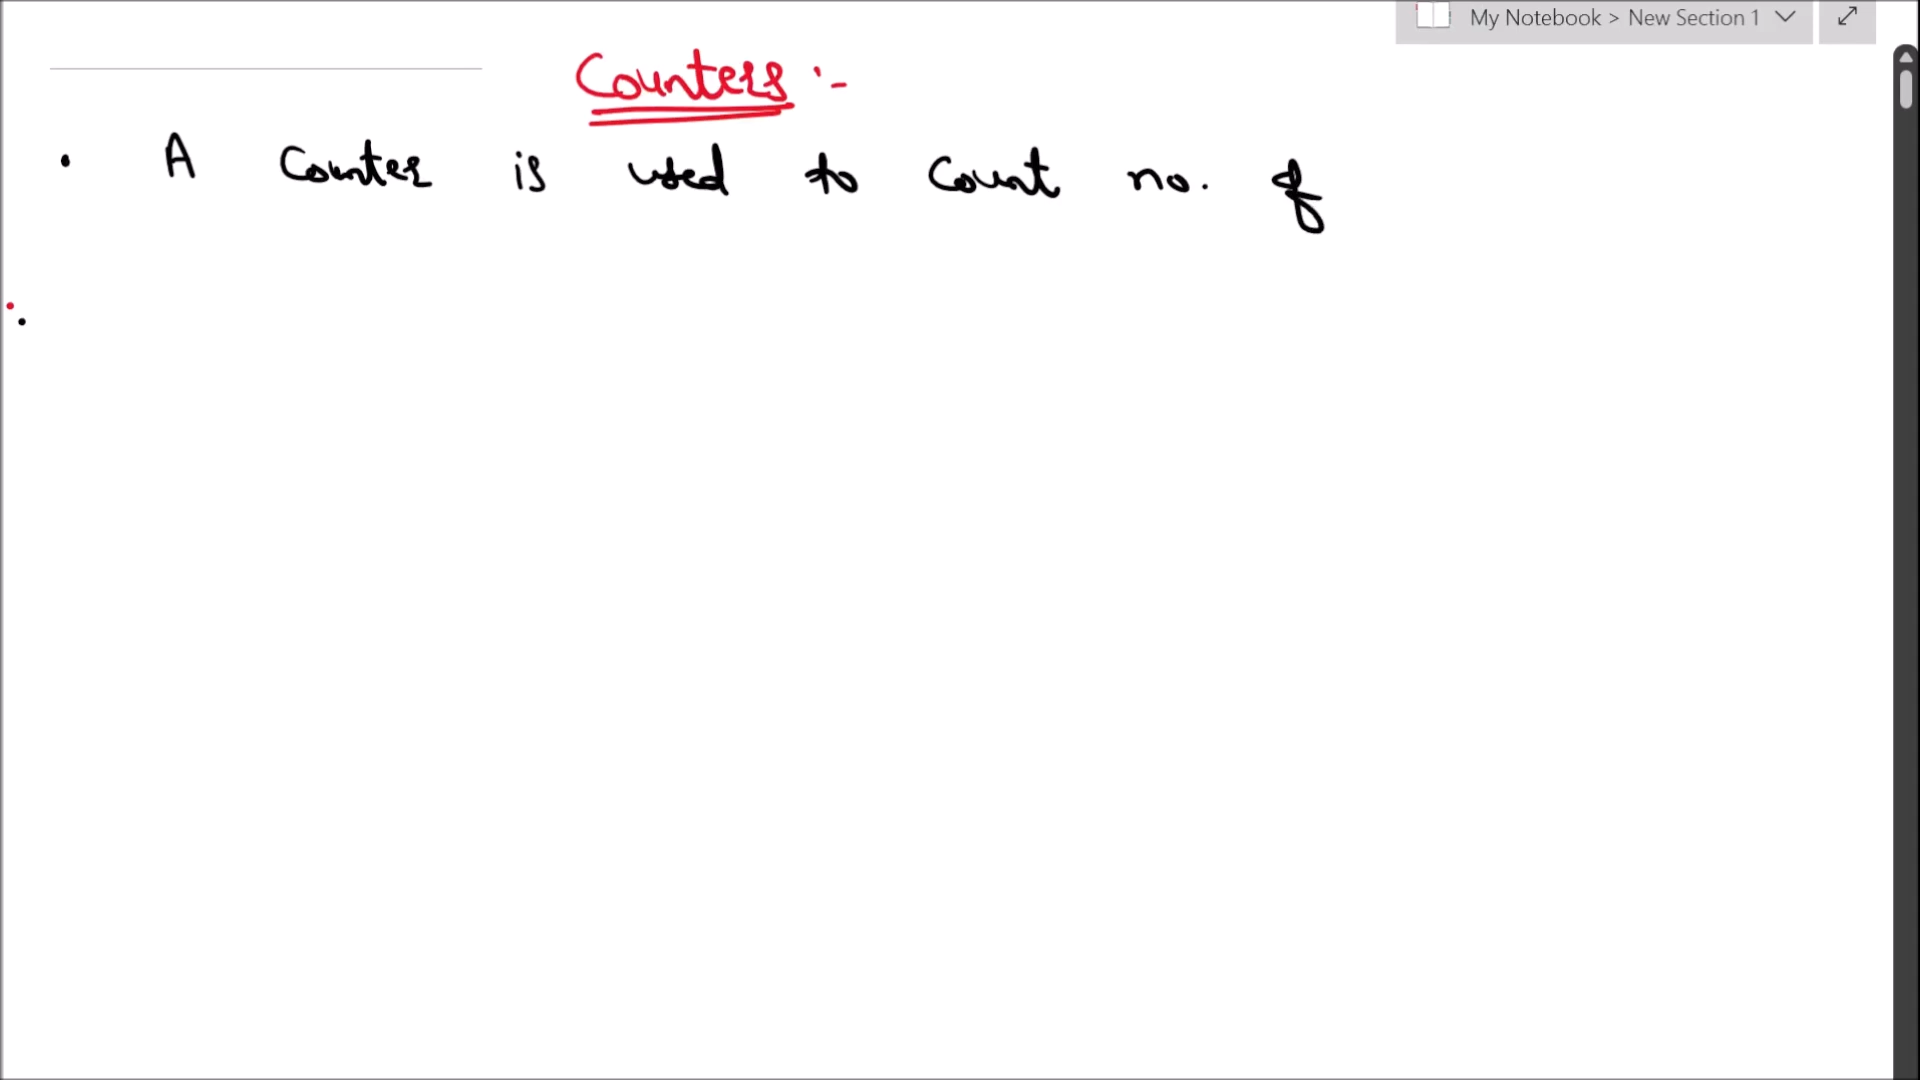 My Notebook > New Section 1
Counters :-
• A Counter is used to Count no. of